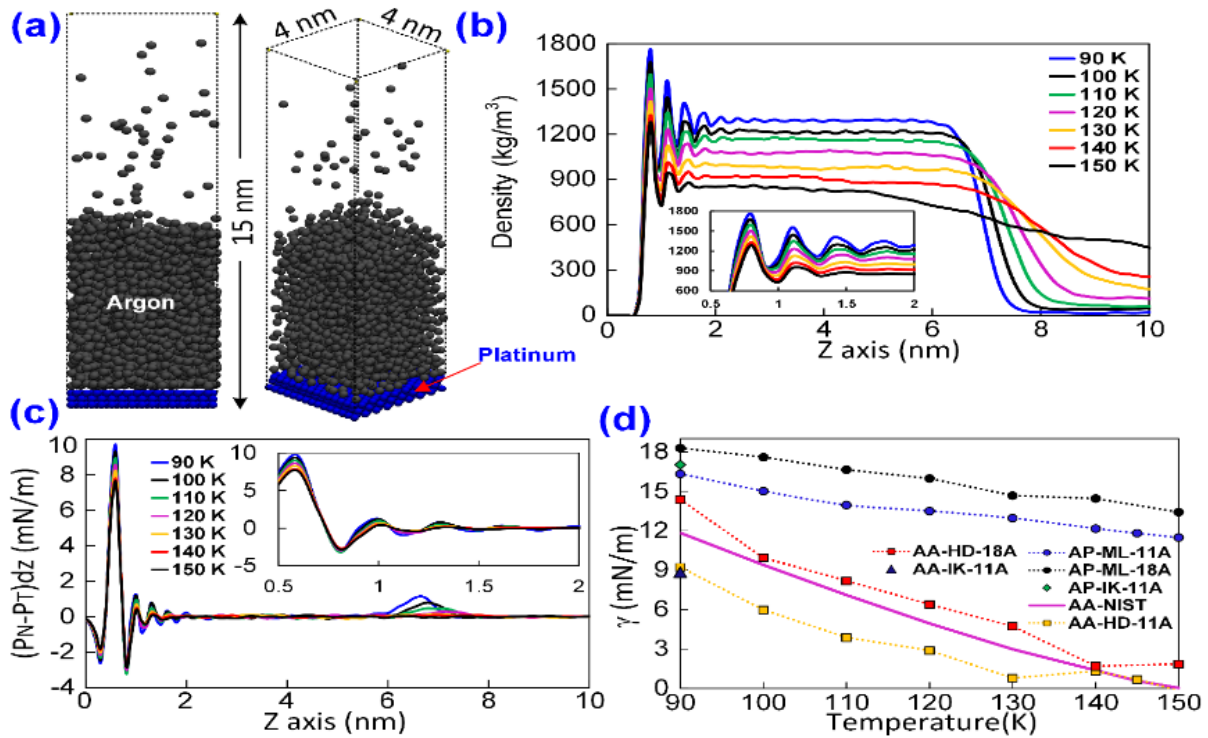 (a)
4 nm
4 nm
15 nm
Argon
Platinum
(b)
Density (kg/m³)
1800
1500
1200
900
600
300
0
0
2
4
6
8
10
Z axis (nm)
90 K
100 K
110 K
120 K
130 K
140 K
150 K
1800
1500
1200
900
600
0.5
1
1.5
2
(c)
(PN-PT)dz (mN/m)
10
8
6
4
2
0
-2
-4
0
2
4
6
8
10
Z axis (nm)
90 K
100 K
110 K
120 K
130 K
140 K
150 K
10
5
0
-5
0.5
1
1.5
2
(d)
γ (mN/m)
18
15
12
9
6
3
0
90
100
110
120
130
140
150
Temperature(K)
AA-HD-18A
AA-IK-11A
AP-ML-11A
AP-ML-18A
AP-IK-11A
AA-NIST
AA-HD-11A